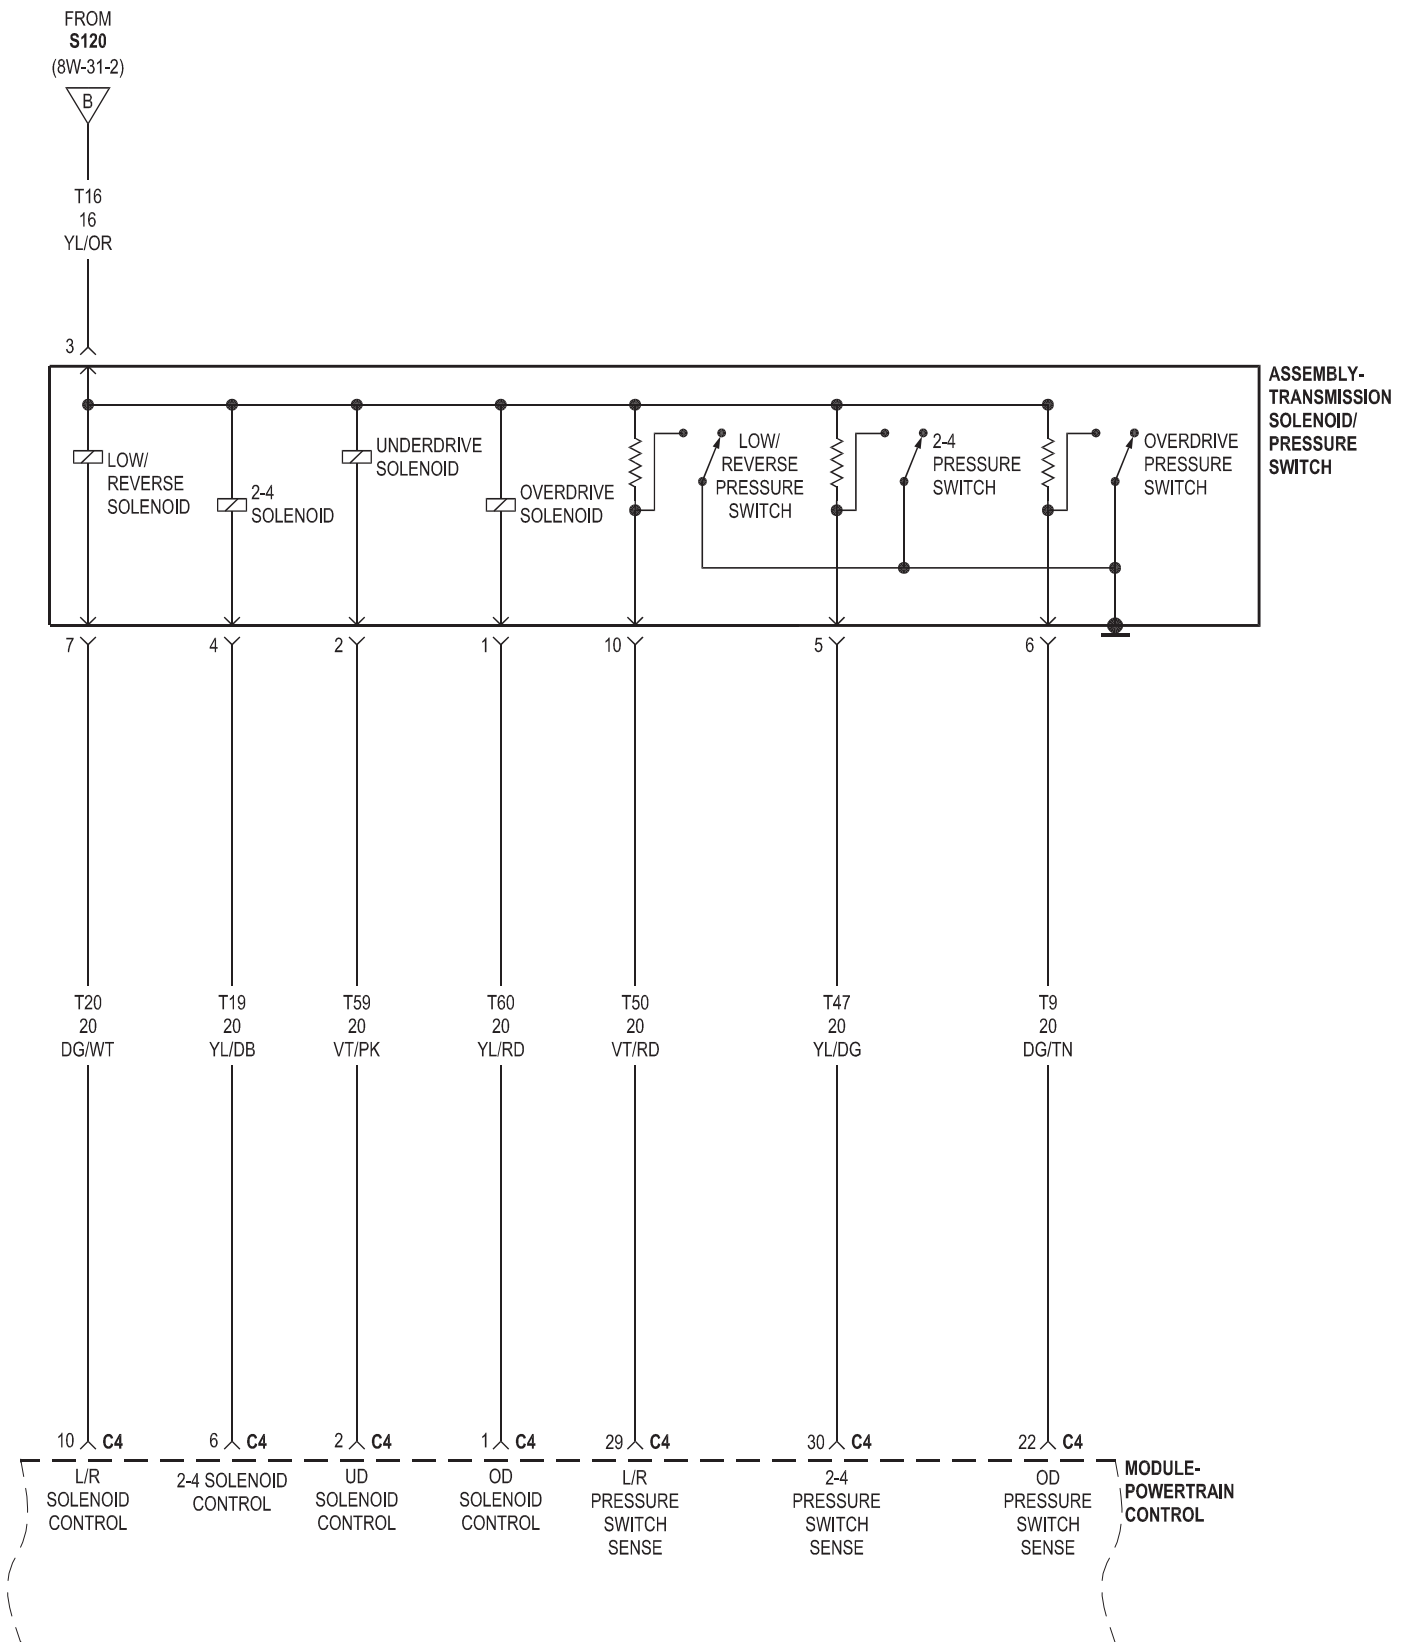 FROM
S120
(8W-31-2)
B
T16
16
YL/OR
3
ASSEMBLY-
TRANSMISSION
SOLENOID/
PRESSURE
SWITCH
LOW/
REVERSE
SOLENOID
2-4
SOLENOID
UNDERDRIVE
SOLENOID
OVERDRIVE
SOLENOID
LOW/
REVERSE
PRESSURE
SWITCH
2-4
PRESSURE
SWITCH
OVERDRIVE
PRESSURE
SWITCH
7 4 2 1 10 5 6
T20
20
DG/WT
T19
20
YL/DB
T59
20
VT/PK
T60
20
YL/RD
T50
20
VT/RD
T47
20
YL/DG
T9
20
DG/TN
10 C4 6 C4 2 C4 1 C4 29 C4 30 C4 22 C4
L/R
SOLENOID
CONTROL
2-4 SOLENOID
CONTROL
UD
SOLENOID
CONTROL
OD
SOLENOID
CONTROL
L/R
PRESSURE
SWITCH
SENSE
2-4
PRESSURE
SWITCH
SENSE
OD
PRESSURE
SWITCH
SENSE
MODULE-
POWERTRAIN
CONTROL